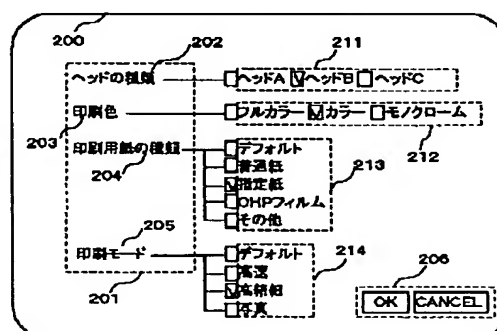 200
202
211
ヘッドの種類 ヘッドA ヘッドB ヘッドC
印刷色 フルカラー カラー モノクローム
203
212
印刷用紙の種類 デフォルト
204
普通紙
213
指定紙
OHPフィルム
205
その他
印刷モード デフォルト
214
高速
206
高精細
201
写真
OK CANCEL